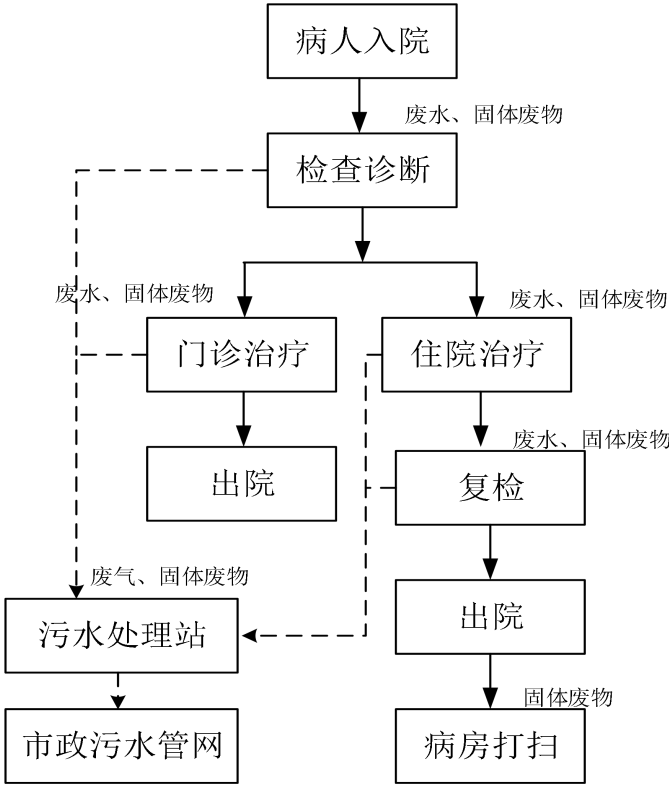 病人入院
废水、固体废物
检查诊断
废水、固体废物
废水、固体废物
门诊治疗
住院治疗
废水、固体废物
出院
复检
废气、固体废物
污水处理站
出院
固体废物
市政污水管网
病房打扫